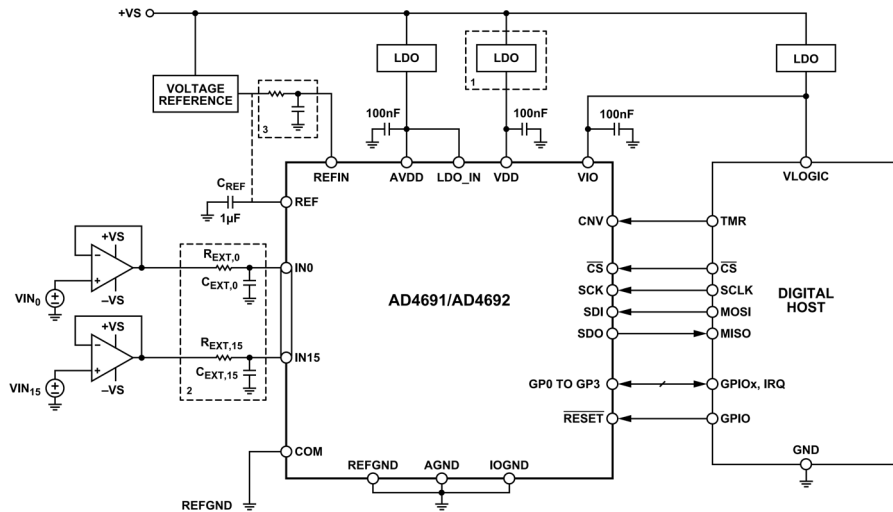 +VS
LDO
LDO
1
LDO
VOLTAGE
REFERENCE
3
100nF
100nF
100nF
REFIN
AVDD
LDO_IN
VDD
VIO
VLOGIC
CREF
1µF
REF
CNV
TMR
+VS
–VS
VIN0
REXT,0
CEXT,0
IN0
AD4691/AD4692
CS
CS
SCK
SCLK
DIGITAL
HOST
SDI
MOSI
SDO
MISO
+VS
–VS
VIN15
REXT,15
CEXT,15
2
IN15
GP0 TO GP3
GPIOx, IRQ
RESET
GPIO
COM
REFGND
REFGND
AGND
IOGND
GND